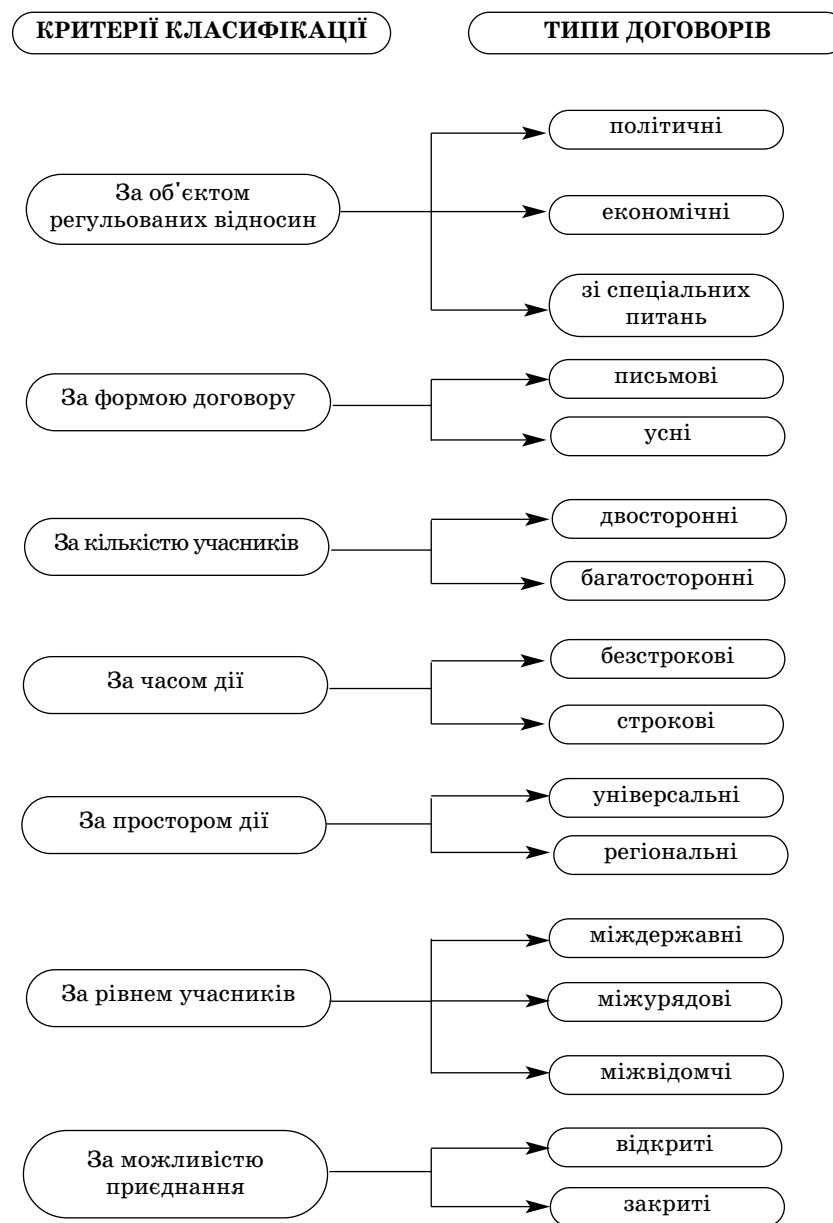 КРИТЕРІЇ КЛАСИФІКАЦІЇ
ТИПИ ДОГОВОРІВ
За об'єктом
регульованих відносин
політичні
економічні
зі спеціальних
питань
За формою договору
письмові
усні
За кількістю учасників
двосторонні
багатосторонні
За часом дії
безстрокові
строкові
За простором дії
універсальні
регіональні
За рівнем учасників
міждержавні
міжурядові
міжвідомчі
За можливістю
приєднання
відкриті
закриті